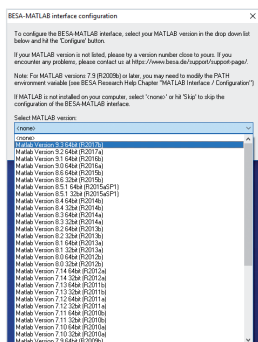 BESA-MATLAB interface configuration
To configure the BESA-MATLAB interface, select your MATLAB version in the drop down list
below and hit the 'Configure' button.
If your MATLAB version is not listed, please try a version number close to yours. If you
encounter any problems, please contact us at https://www.besa.de/support/support-page/.
Note: For MATLAB versions 7.9 (R2009b) or later, you may need to modify the PATH
environment variable (see BESA Research Help Chapter "MATLAB Interface / Configuration")
If MATLAB is not installed on your computer, select '<none>' or hit 'Skip' to skip the
configuration of the BESA-MATLAB interface.
Select MATLAB version:
<none>
<none>
Matlab Version 9.3 64bit (R2017b)
Matlab Version 9.2 64bit (R2017a)
Matlab Version 9.1 64bit (R2016b)
Matlab Version 9.0 64bit (R2016a)
Matlab Version 8.6 64bit (R2015b)
Matlab Version 8.6 32bit (R2015b)
Matlab Version 8.5.1 64bit (R2015aSP1)
Matlab Version 8.5.1 32bit (R2015aSP1)
Matlab Version 8.4 64bit (R2014b)
Matlab Version 8.4 32bit (R2014b)
Matlab Version 8.3 64bit (R2014a)
Matlab Version 8.3 32bit (R2014a)
Matlab Version 8.2 64bit (R2013b)
Matlab Version 8.2 32bit (R2013b)
Matlab Version 8.1 64bit (R2013a)
Matlab Version 8.1 32bit (R2013a)
Matlab Version 8.0 64bit (R2012b)
Matlab Version 8.0 32bit (R2012b)
Matlab Version 7.14 64bit (R2012a)
Matlab Version 7.14 32bit (R2012a)
Matlab Version 7.13 64bit (R2011b)
Matlab Version 7.13 32bit (R2011b)
Matlab Version 7.12 64bit (R2011a)
Matlab Version 7.12 32bit (R2011a)
Matlab Version 7.11 64bit (R2010b)
Matlab Version 7.11 32bit (R2010b)
Matlab Version 7.10 64bit (R2010a)
Matlab Version 7.10 32bit (R2010a)
Matlab Version 7.9 64bit (R2009b)